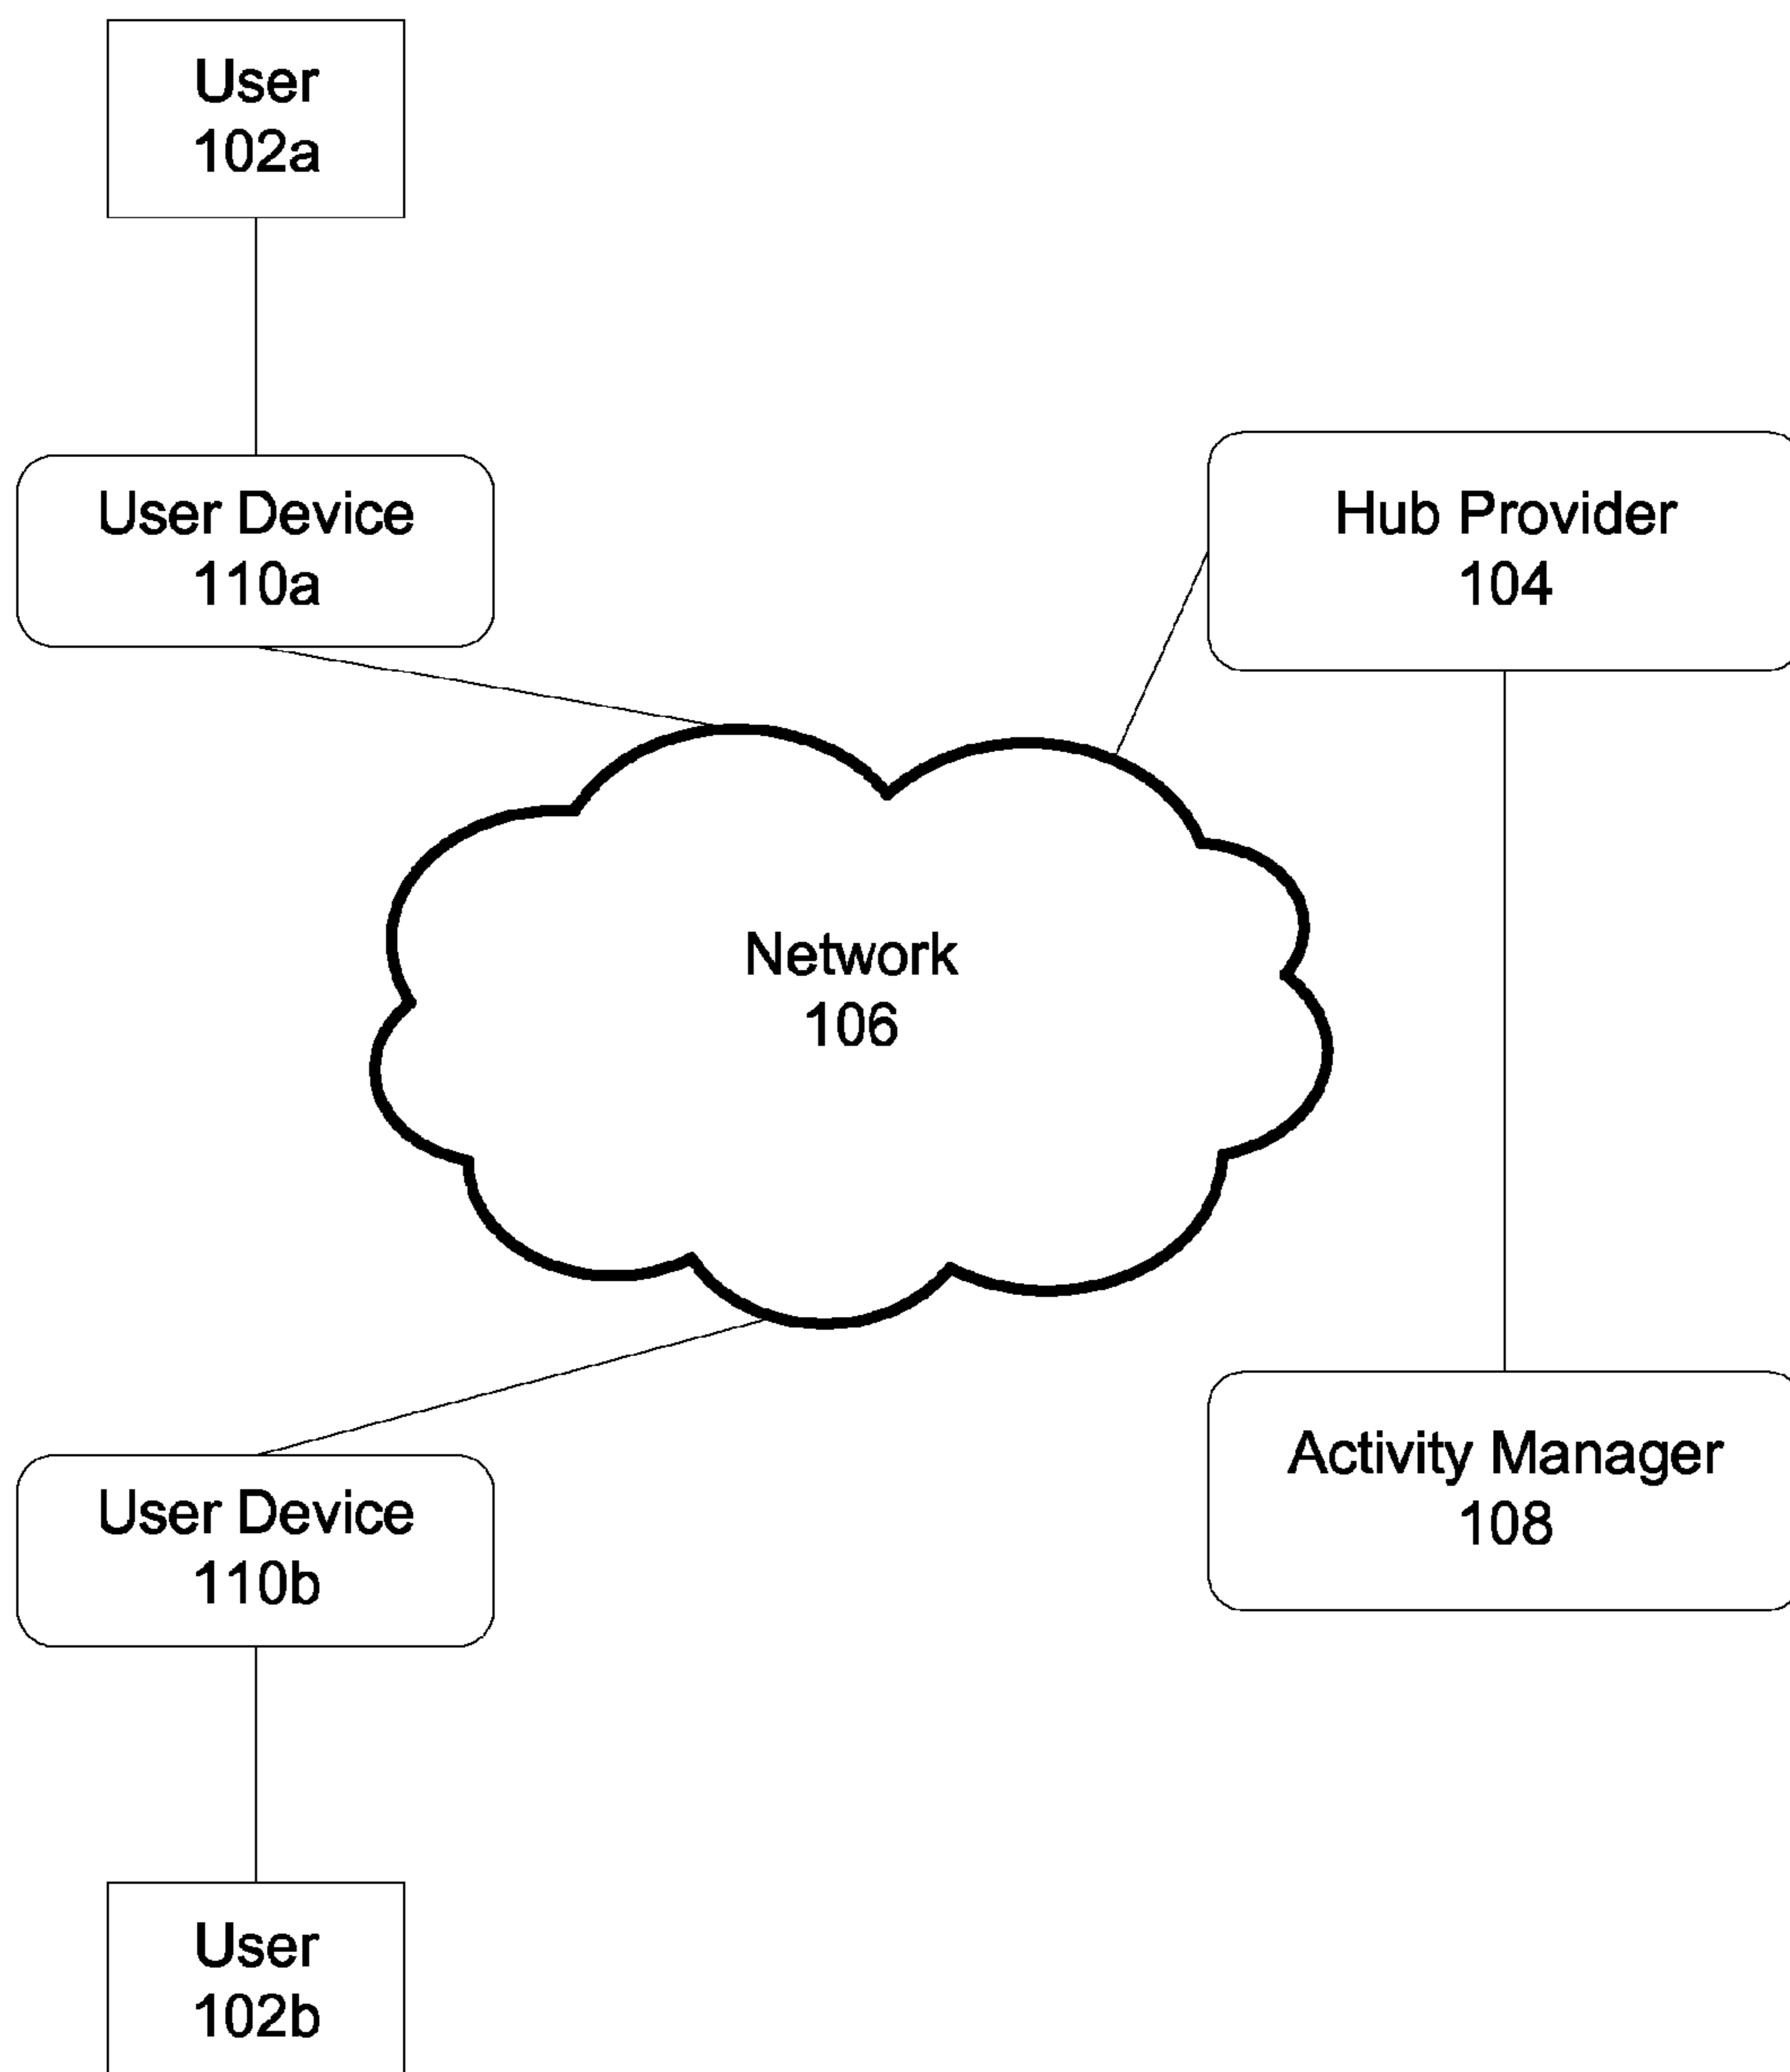 User
102a
User Device
110a
Hub Provider
104
Network
106
User Device
110b
Activity Manager
108
User
102b